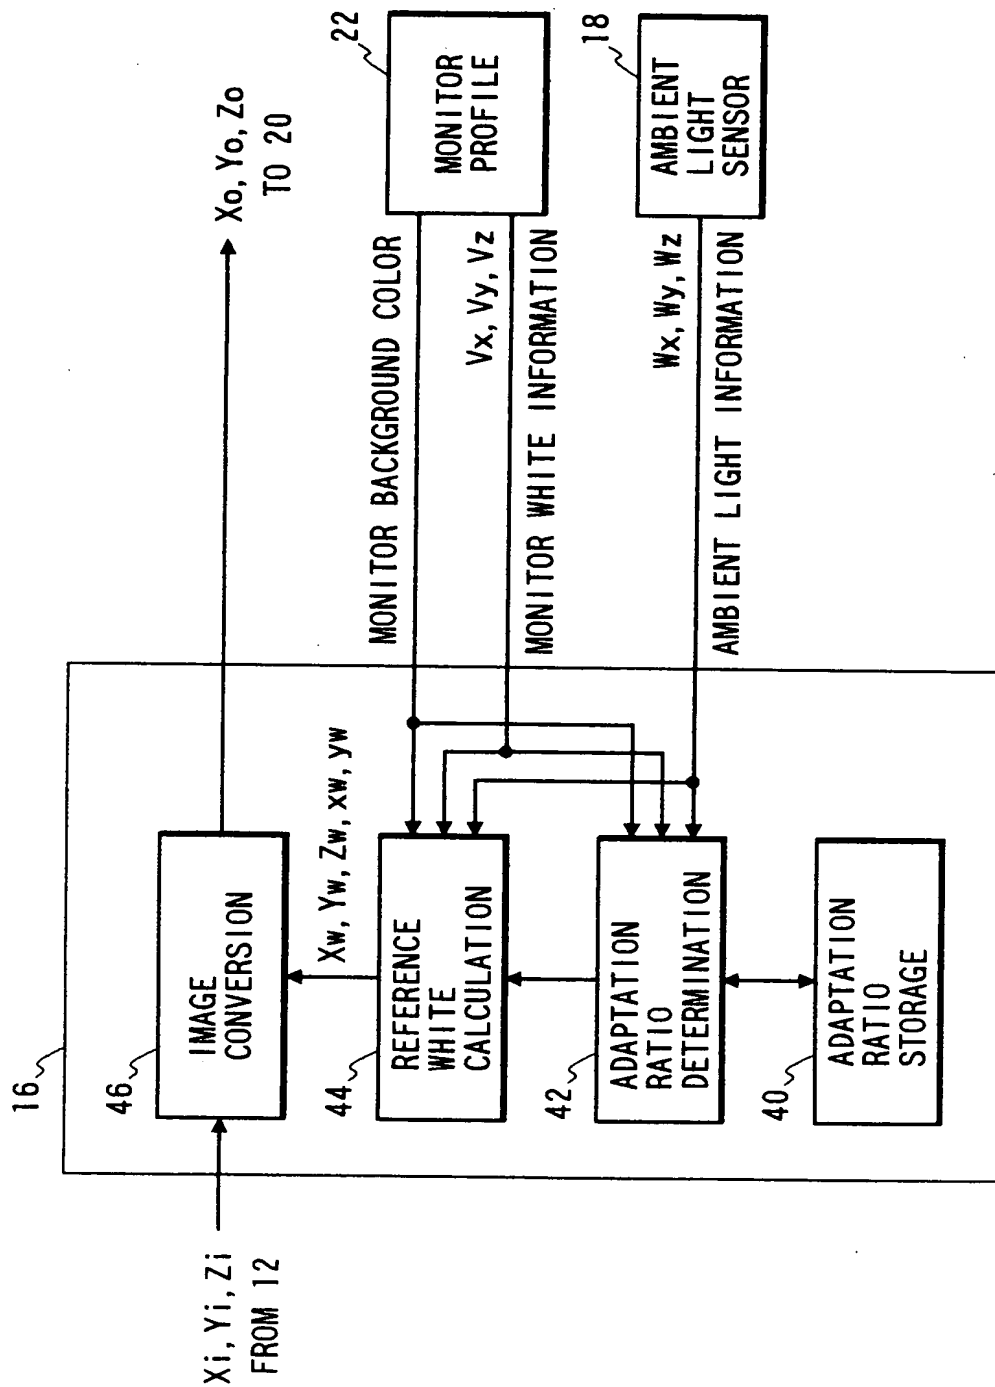 16
Xi, Yi, Zi
FROM 12
46
IMAGE
CONVERSION
Xo, Yo, Zo
TO 20
Xw, Yw, Zw, xw, yw
44
REFERENCE
WHITE
CALCULATION
MONITOR BACKGROUND COLOR
22
MONITOR
PROFILE
Vx, Vy, Vz
MONITOR WHITE INFORMATION
42
ADAPTATION
RATIO
DETERMINATION
Wx, Wy, Wz
AMBIENT LIGHT INFORMATION
18
AMBIENT
LIGHT
SENSOR
40
ADAPTATION
RATIO
STORAGE